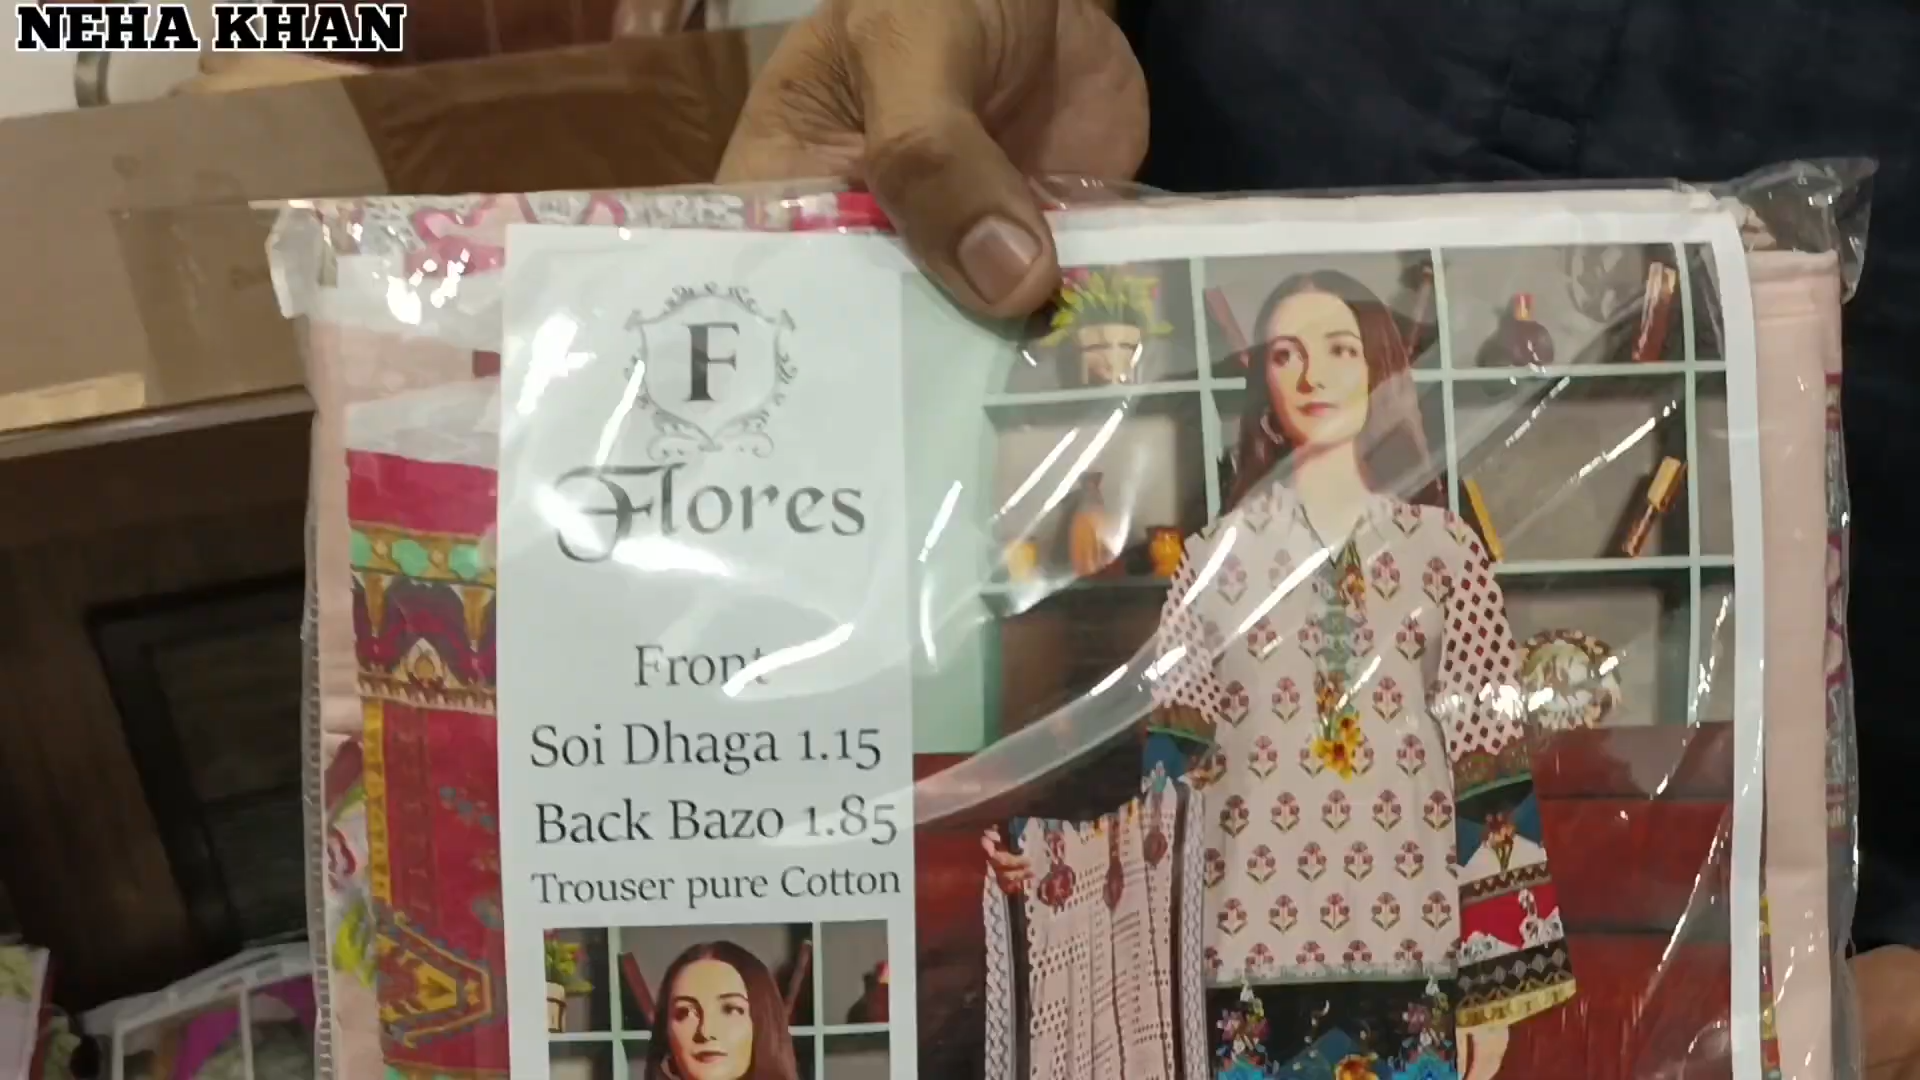 NEHA KHAN
F
Flores
Front
Soi Dhaga 1.15
Back Bazo 1.85
Trouser pure Cotton